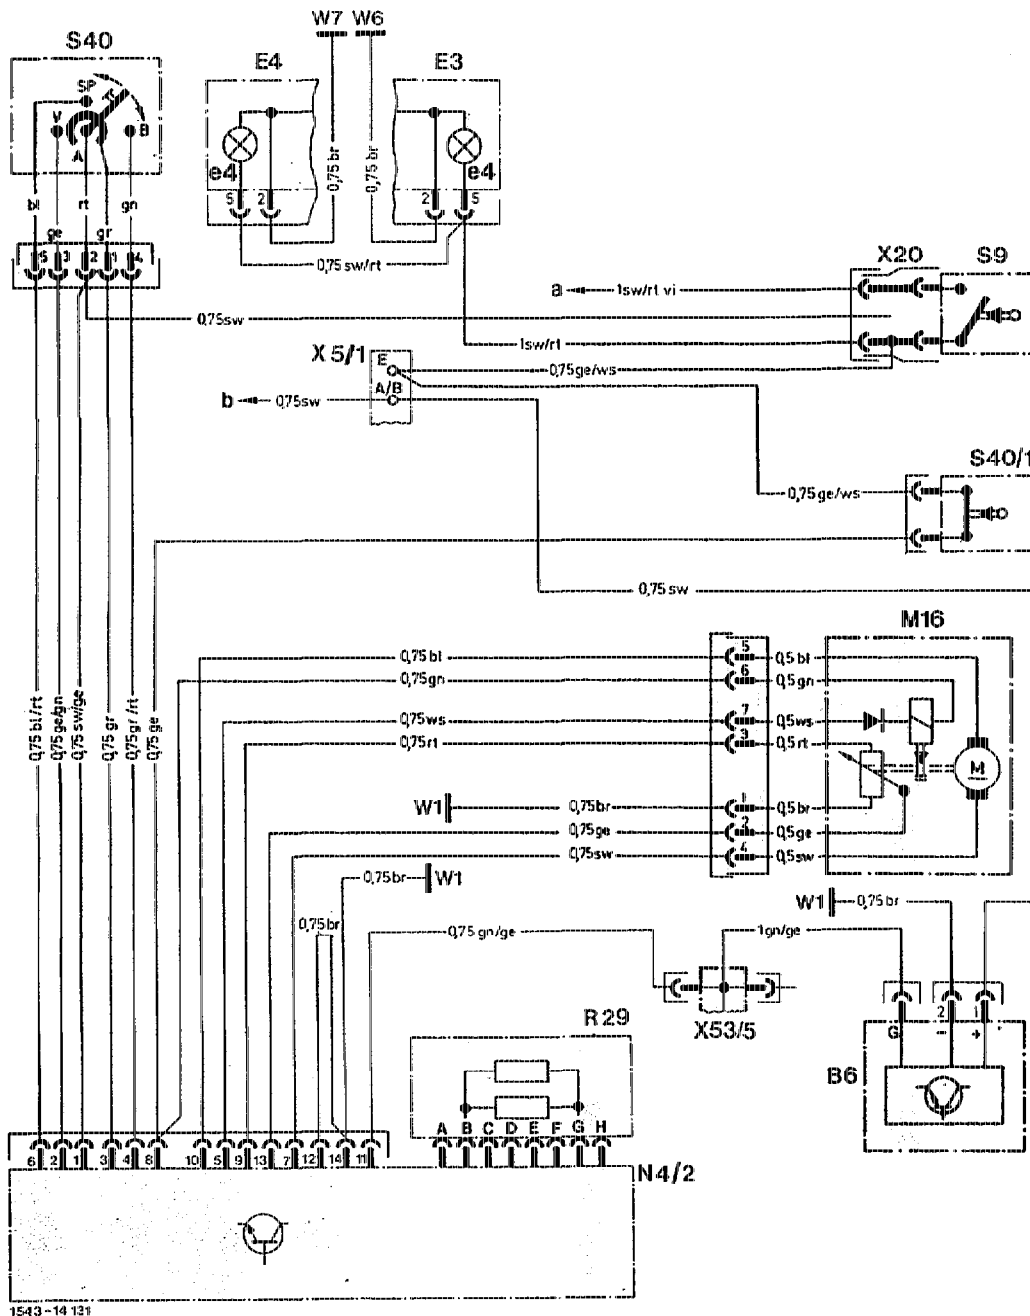 W7 W6
S40
E4
E3
SP
V
B
A
e4
e4
5 2
2 5
0,75 br
0,75 br
bl rt gn
ge gr
5 3 2 1 4
0,75 sw/rt
X20
S9
a
1sw/rt vi
0,75sw
1sw/rt
X 5/1
E
0,75ge/ws
A/B
b
0,75sw
S40/1
0,75 ge/ws
0,75 sw
M16
0,75 bl
5
0,5 bl
0,75gn
6
0,5gn
0,75ws
7
0,5ws
0,75rt
3
0,5 rt
M
W1
0,75br
1
0,5 br
0,75ge
2
0,5ge
0,75sw
4
0,5 sw
0,75 bl/rt
0,75ge/gn
0,75 sw/ge
0,75 gr
0,75gr/rt
0,75 ge
0,75 br
W1
W1
0,75 br
0,75 br
0,75 gn/ge
1gn/ge
X53/5
G
2
1
-
+
B6
R29
A B C D E F G H
6 2 1 3 4 8 10 5 9 13 7 12 14 11
N4/2
1543-14 131